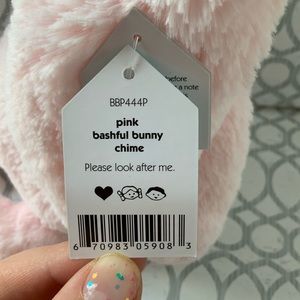 BBP444P
pink
bashful bunny
chime
Please look after me.
6 70983 05908 3
before
a note